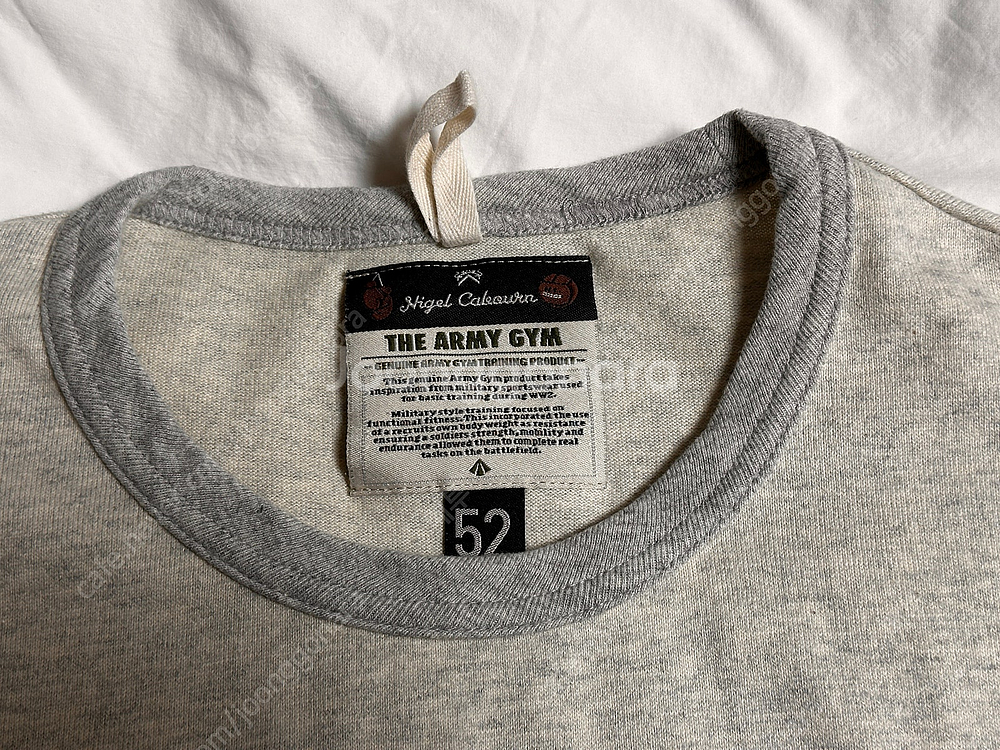 Nigel Cabourn
THE ARMY GYM
GENUINE ARMY GYM TRAINING PRODUCT
This genuine Army Gym product takes
inspiration from military sportswear used
for basic training during WW2.
Military style training focused on
functional fitness. This incorporated the use
of a recruits own body weight as resistance
ensuring a soldiers strength, mobility and
endurance allowed them to complete real
tasks on the battlefield.
52